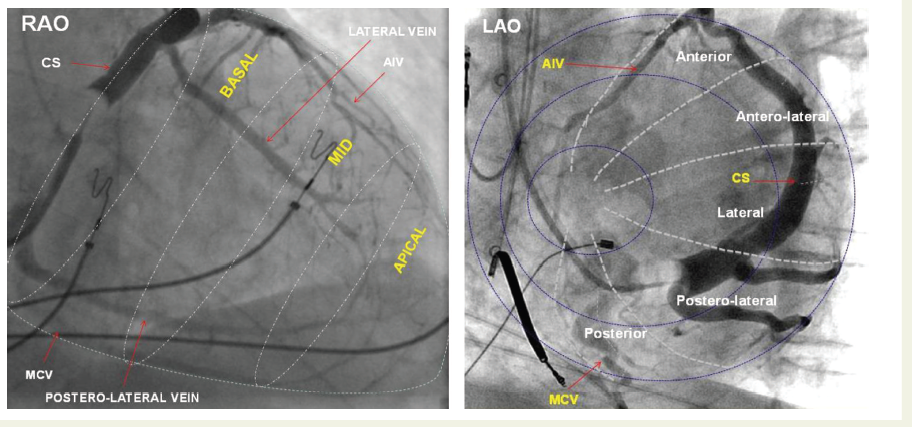 RAO
LATERAL VEIN
CS
AIV
BASAL
MID
APICAL
MCV
POSTERO-LATERAL VEIN
LAO
AIV
Anterior
Antero-lateral
CS
Lateral
Postero-lateral
Posterior
MCV